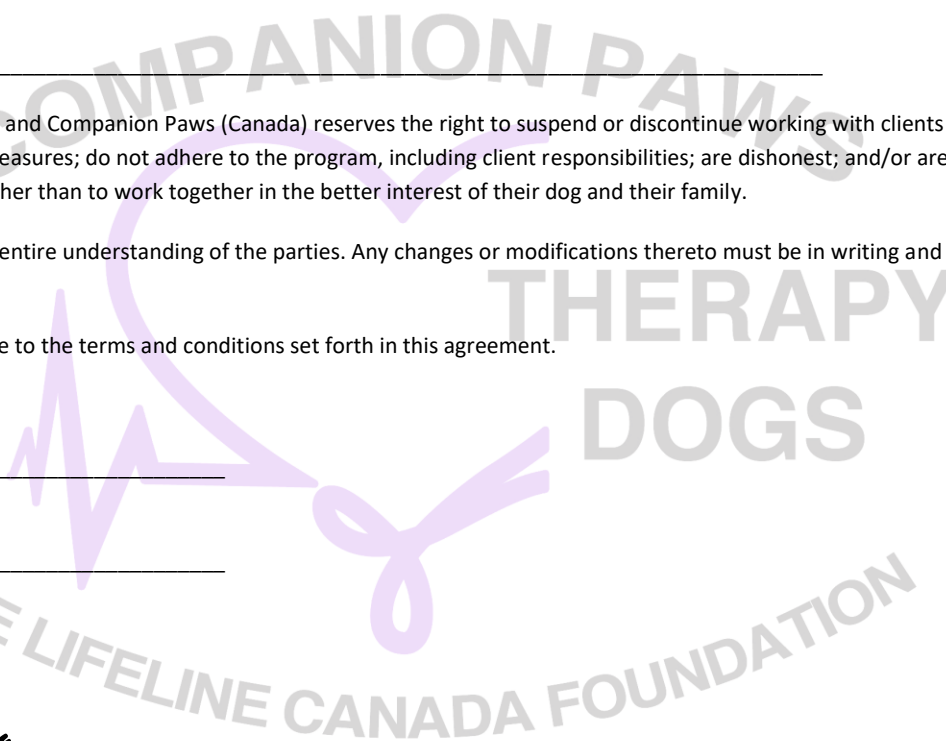 COMPANION PAWS
and Companion Paws (Canada) reserves the right to suspend or discontinue working with clients
easures; do not adhere to the program, including client responsibilities; are dishonest; and/or are
her than to work together in the better interest of their dog and their family.
entire understanding of the parties. Any changes or modifications thereto must be in writing and
THERAPY
e to the terms and conditions set forth in this agreement.
DOGS
E LIFELINE CANADA FOUNDATION